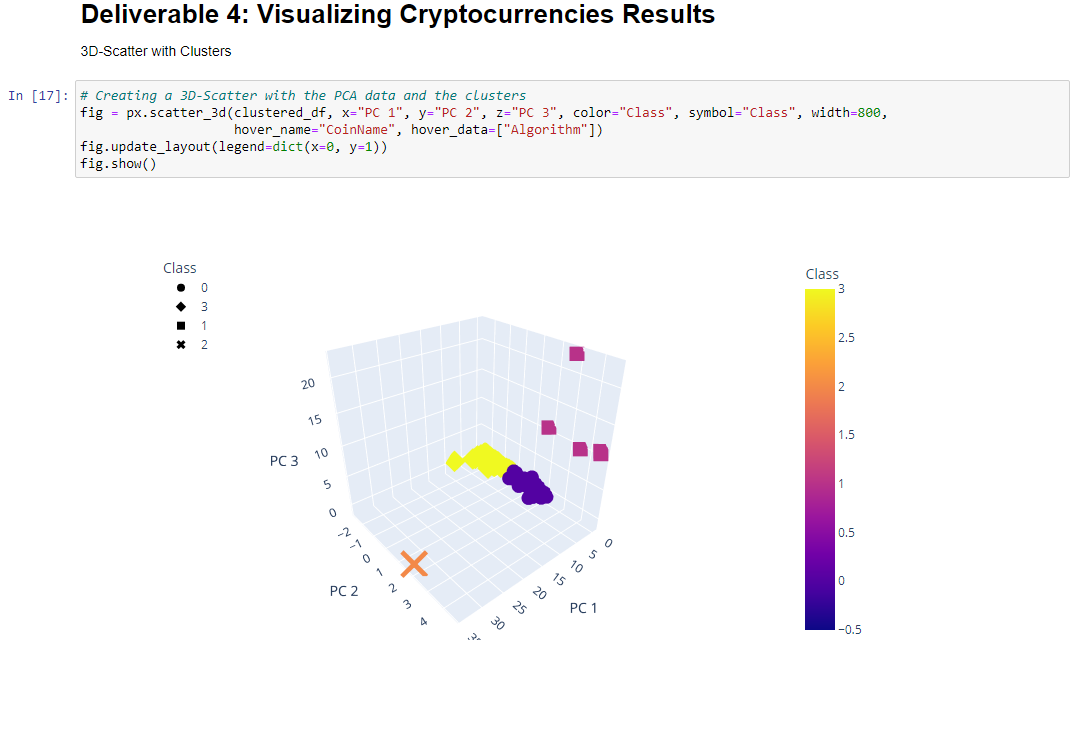 Deliverable 4: Visualizing Cryptocurrencies Results
3D-Scatter with Clusters
In [17]:
# Creating a 3D-Scatter with the PCA data and the clusters
fig = px.scatter_3d(clustered_df, x="PC 1", y="PC 2", z="PC 3", color="Class", symbol="Class", width=800,
hover_name="CoinName", hover_data=["Algorithm"])
fig.update_layout(legend=dict(x=0, y=1))
fig.show()
Class
0
3
1
2
20
15
10
5
0
PC 3
−2
−1
0
1
2
3
4
PC 2
0
5
10
15
20
25
30
PC 1
Class
3
2.5
2
1.5
1
0.5
0
−0.5